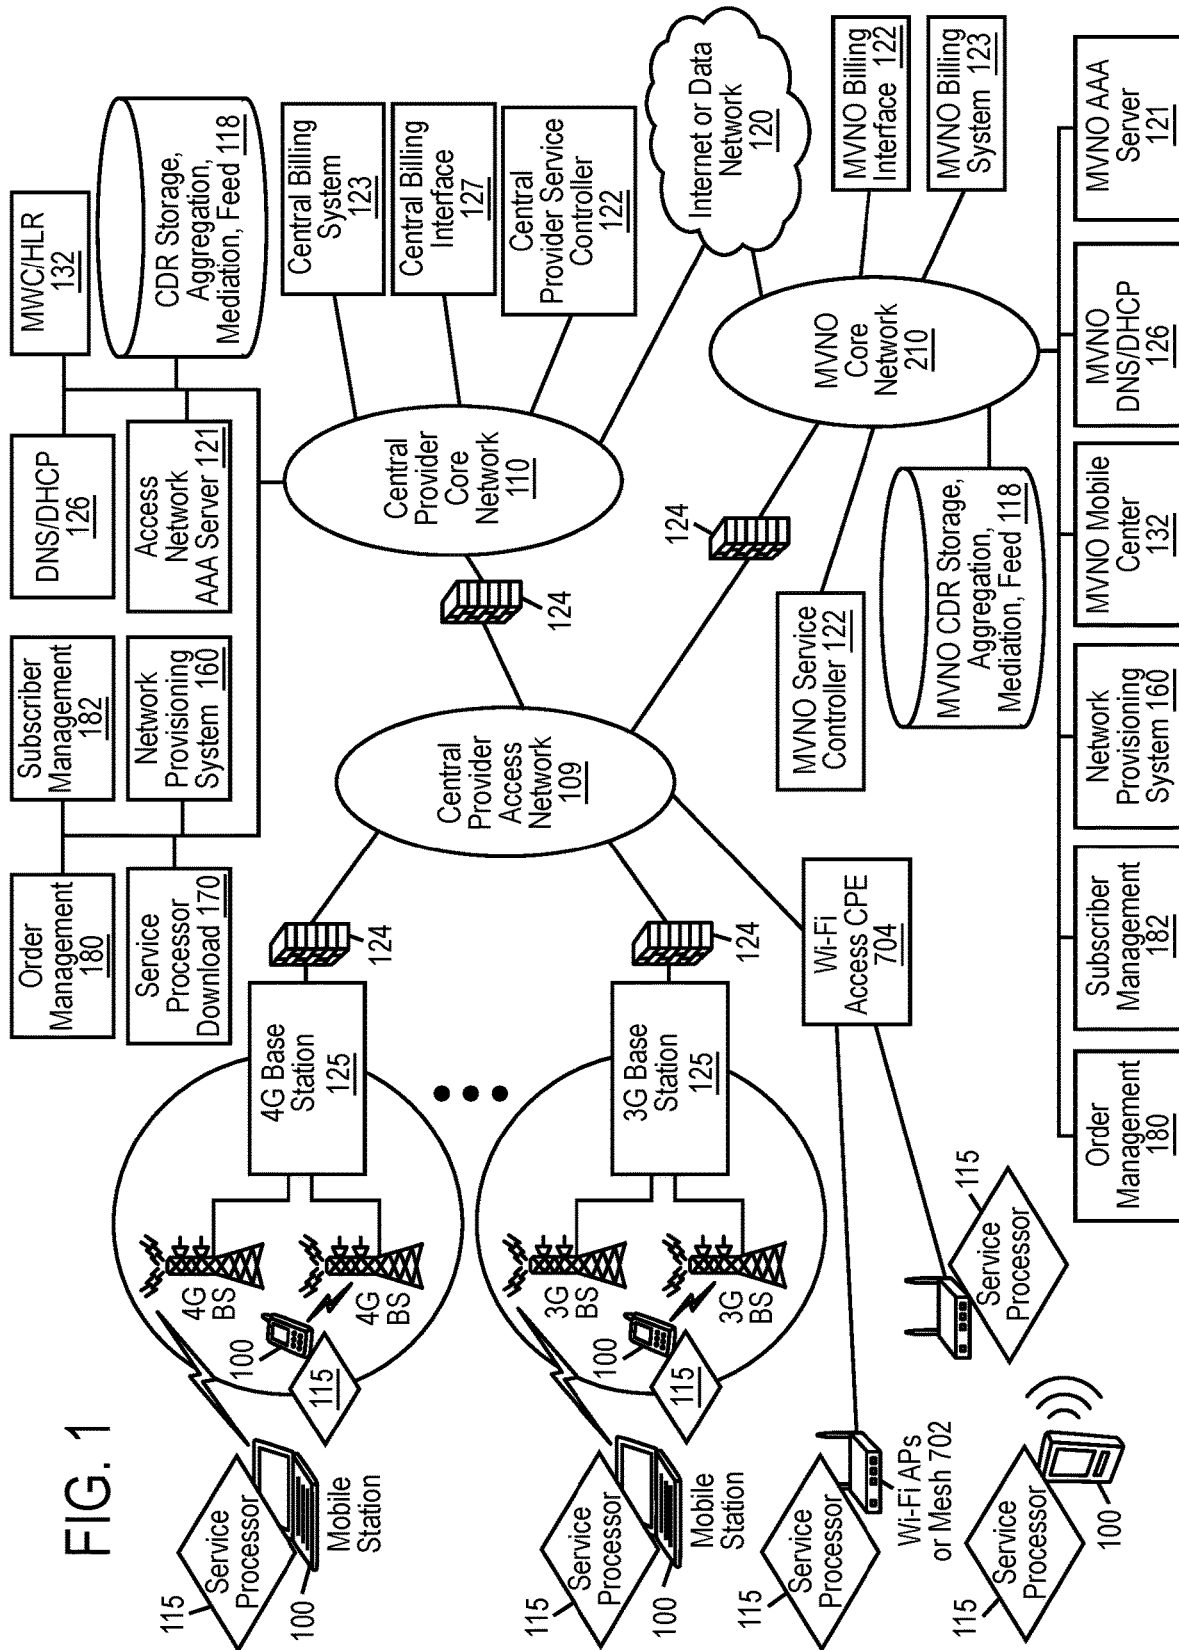 FIG. 1
Order
Management
180
Subscriber
Management
182
DNS/DHCP
126
MWC/HLR
132
Service
Processor
Download 170
Network
Provisioning
System 160
Access
Network
AAA Server 121
CDR Storage,
Aggregation,
Mediation, Feed 118
Central Billing
System
123
Central Billing
Interface
127
Central
Provider Service
Controller
122
Central
Provider
Core
Network
110
124
Internet or Data
Network
120
4G Base
Station
125
124
4G
BS
4G
BS
100
115
115
Service
Processor
100
Mobile
Station
Central
Provider
Access
Network
109
124
3G Base
Station
125
124
3G
BS
3G
BS
100
115
115
Service
Processor
100
Mobile
Station
MVNO
Core
Network
210
MVNO Billing
Interface 122
MVNO Billing
System 123
MVNO Service
Controller 122
MVNO CDR Storage,
Aggregation,
Mediation, Feed 118
Wi-Fi
Access CPE
704
115
Service
Processor
Wi-Fi APs
or Mesh 702
115
Service
Processor
115
Service
Processor
100
Order
Management
180
Subscriber
Management
182
Network
Provisioning
System 160
MVNO Mobile
Center
132
MVNO
DNS/DHCP
126
MVNO AAA
Server
121